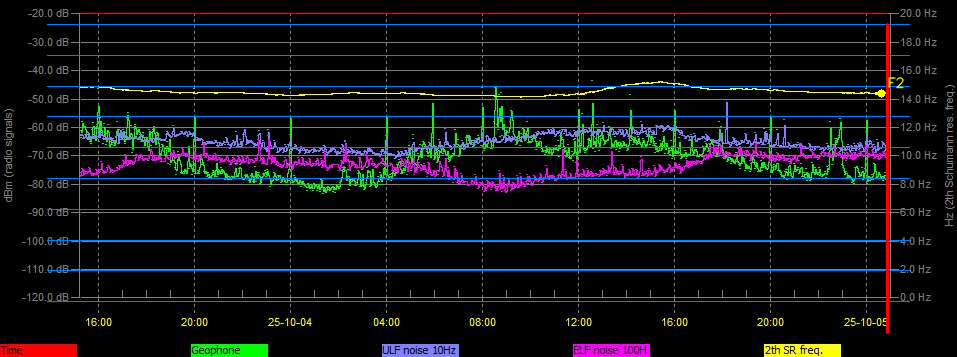 -20.0 dB 20.0 Hz
-30.0 dB 18.0 Hz
-40.0 dB 16.0 Hz
F2
-50.0 dB 14.0 Hz
-60.0 dB 12.0 Hz
-70.0 dB 10.0 Hz
-80.0 dB 8.0 Hz
-90.0 dB 6.0 Hz
-100.0 dB 4.0 Hz
-110.0 dB 2.0 Hz
-120.0 dB 0.0 Hz
dBm (radio signals)
Hz (2th Schumann res. freq.)
16:00 20:00 25-10-04 04:00 08:00 12:00 16:00 20:00 25-10-05
Time Geophone ULF noise 10Hz ELF noise 100H 2th SR freq.